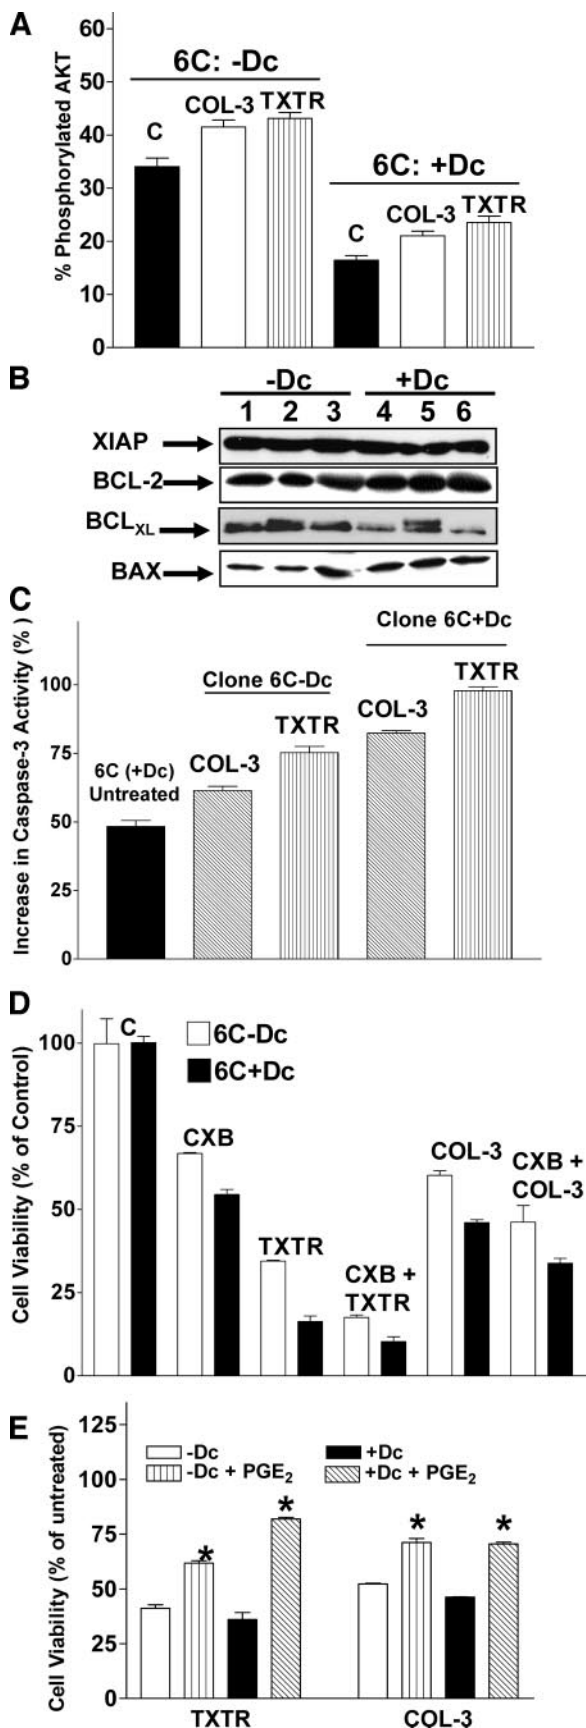 A
% Phosphorylated AKT
60
50
40
30
20
10
0
6C: -Dc
C
COL-3
TXTR
6C: +Dc
C
COL-3
TXTR
B
-Dc
+Dc
1 2 3 4 5 6
XIAP
BCL-2
BCLXL
BAX
C
Increase in Caspase-3 Activity (%)
100
75
50
25
0
Clone 6C+Dc
Clone 6C-Dc
6C (+Dc)
Untreated
COL-3
TXTR
COL-3
TXTR
D
Cell Viability (% of Control)
100
75
50
25
0
C
6C-Dc
6C+Dc
CXB
TXTR
CXB +
TXTR
COL-3
CXB +
COL-3
E
Cell Viability (% of untreated)
125
100
75
50
25
0
-Dc
+Dc
-Dc + PGE2
+Dc + PGE2
*
*
*
*
TXTR
COL-3